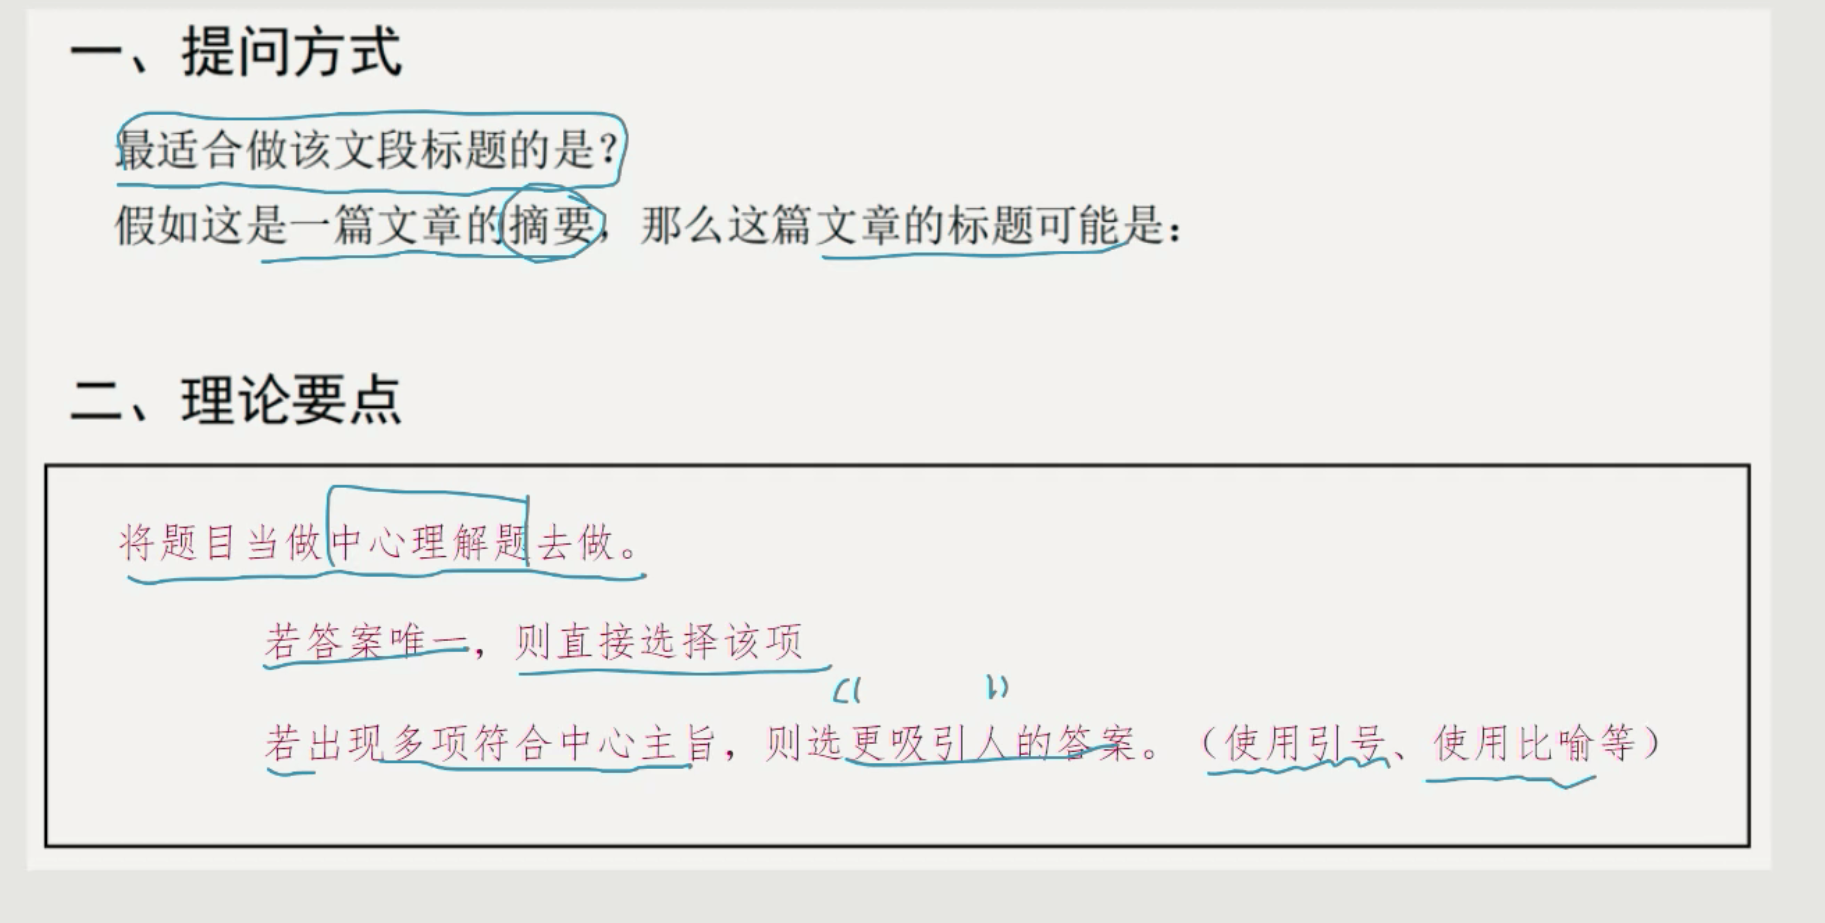 一、提问方式
最适合做该文段标题的是？
假如这是一篇文章的摘要，那么这篇文章的标题可能是：
二、理论要点
将题目当做中心理解题去做。
若答案唯一，则直接选择该项
若出现多项符合中心主旨，则选更吸引人的答案。（使用引号、使用比喻等）